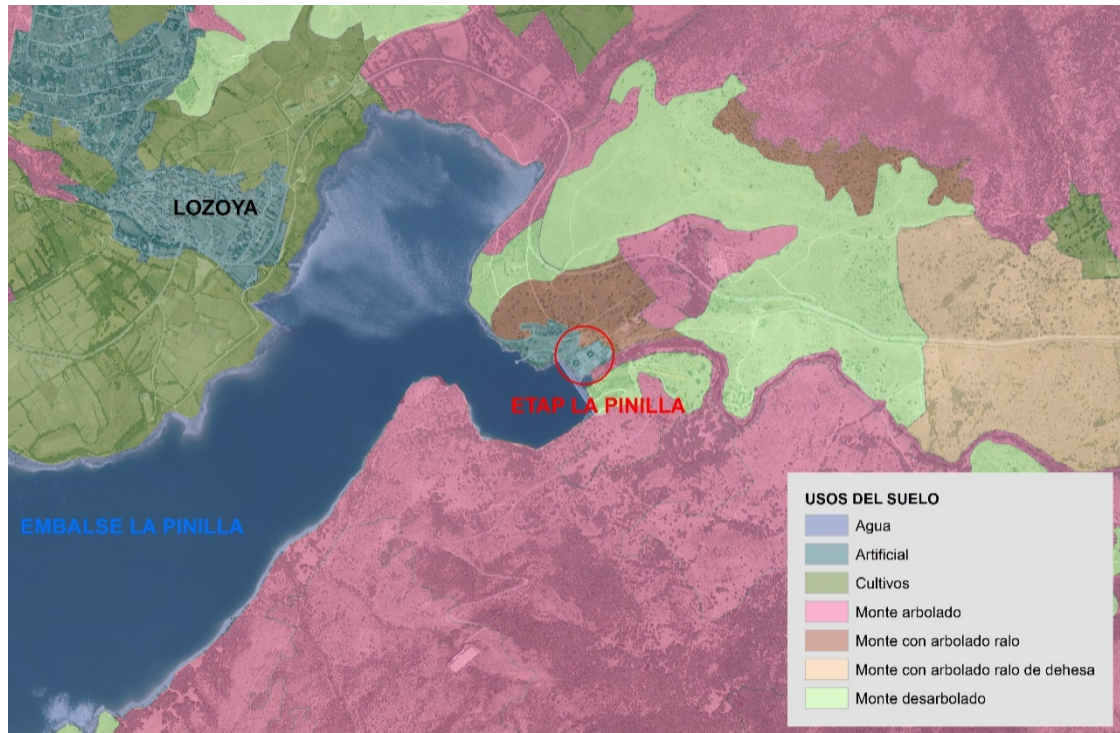 LOZOYA
ETAP LA PINILLA
EMBALSE LA PINILLA
USOS DEL SUELO
Agua
Artificial
Cultivos
Monte arbolado
Monte con arbolado ralo
Monte con arbolado ralo de dehesa
Monte desarbolado